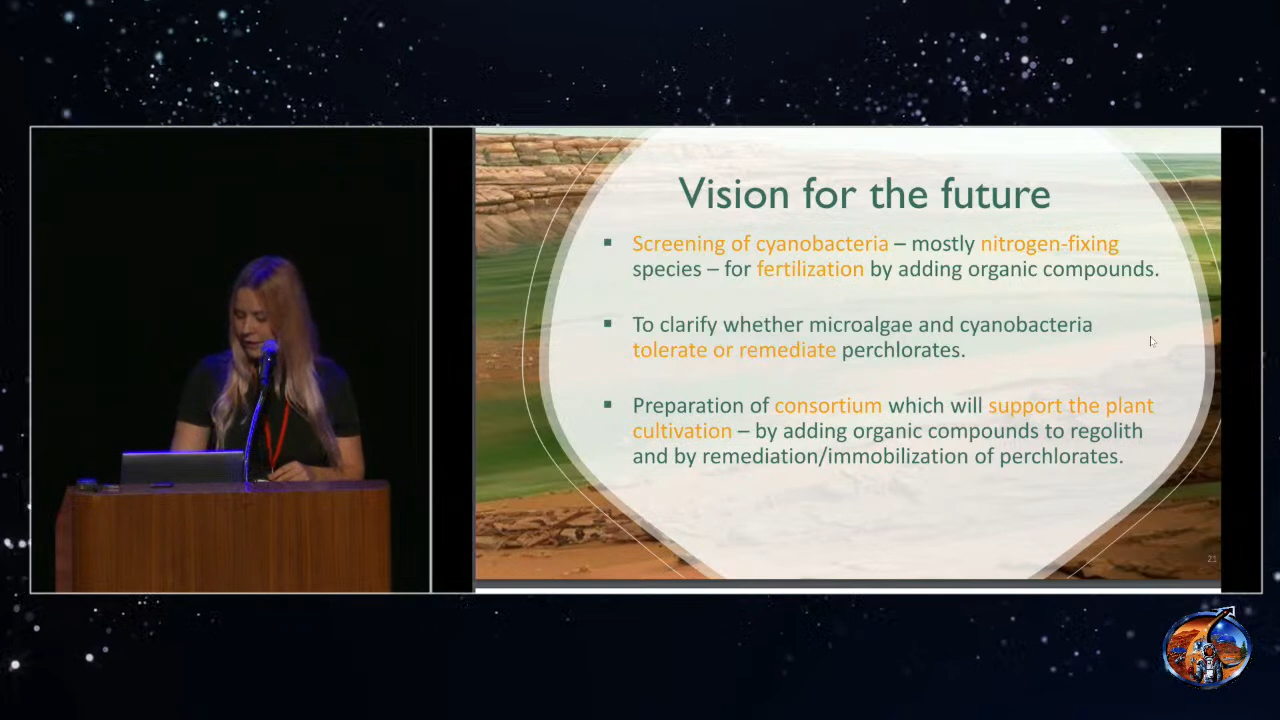 Vision for the future
▪ Screening of cyanobacteria – mostly nitrogen-fixing
species – for fertilization by adding organic compounds.
▪ To clarify whether microalgae and cyanobacteria
tolerate or remediate perchlorates.
▪ Preparation of consortium which will support the plant
cultivation – by adding organic compounds to regolith
and by remediation/immobilization of perchlorates.
21